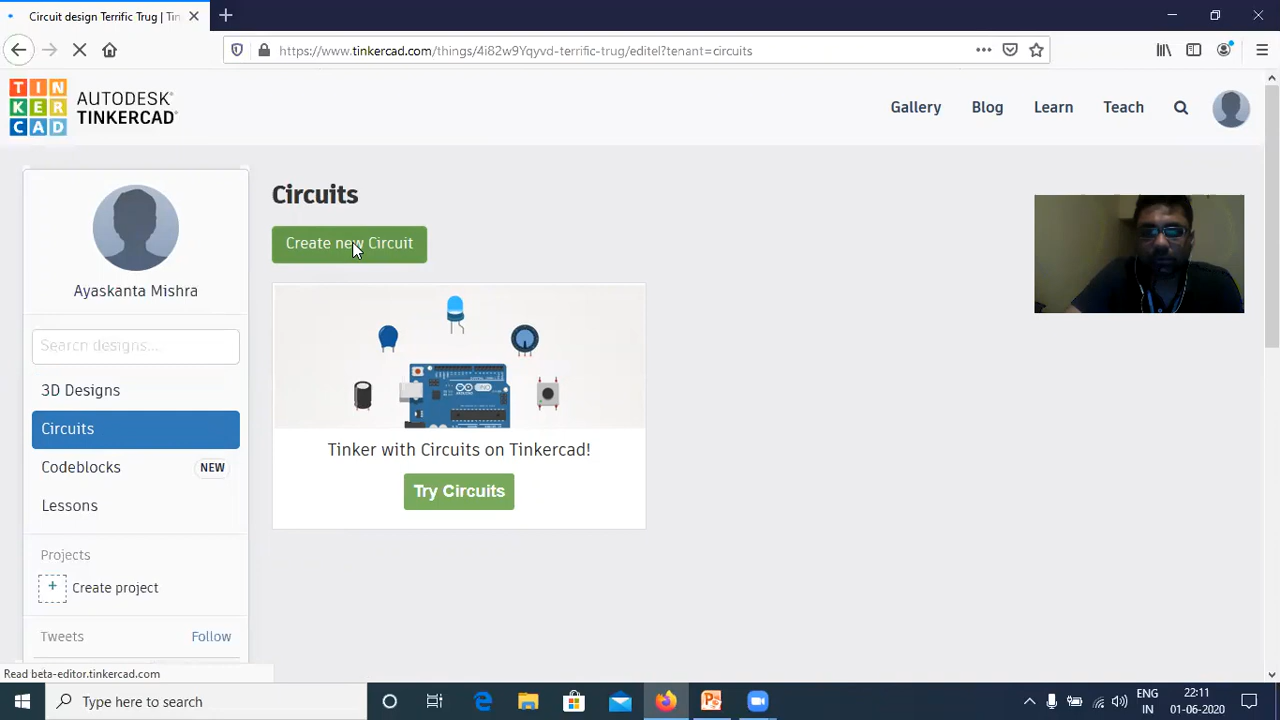 Circuit design Terrific Trug | Tin
https://www.tinkercad.com/things/4i82w9Yqyvd-terrific-trug/editel?tenant=circuits
TIN
KER
CAD
AUTODESK®
TINKERCAD®
Gallery
Blog
Learn
Teach
Circuits
Create new Circuit
Ayaskanta Mishra
Search designs...
3D Designs
Circuits
Codeblocks
NEW
Lessons
Projects
+ Create project
Tweets
Follow
Tinker with Circuits on Tinkercad!
Try Circuits
Read beta-editor.tinkercad.com
Type here to search
ENG
IN
22:11
01-06-2020